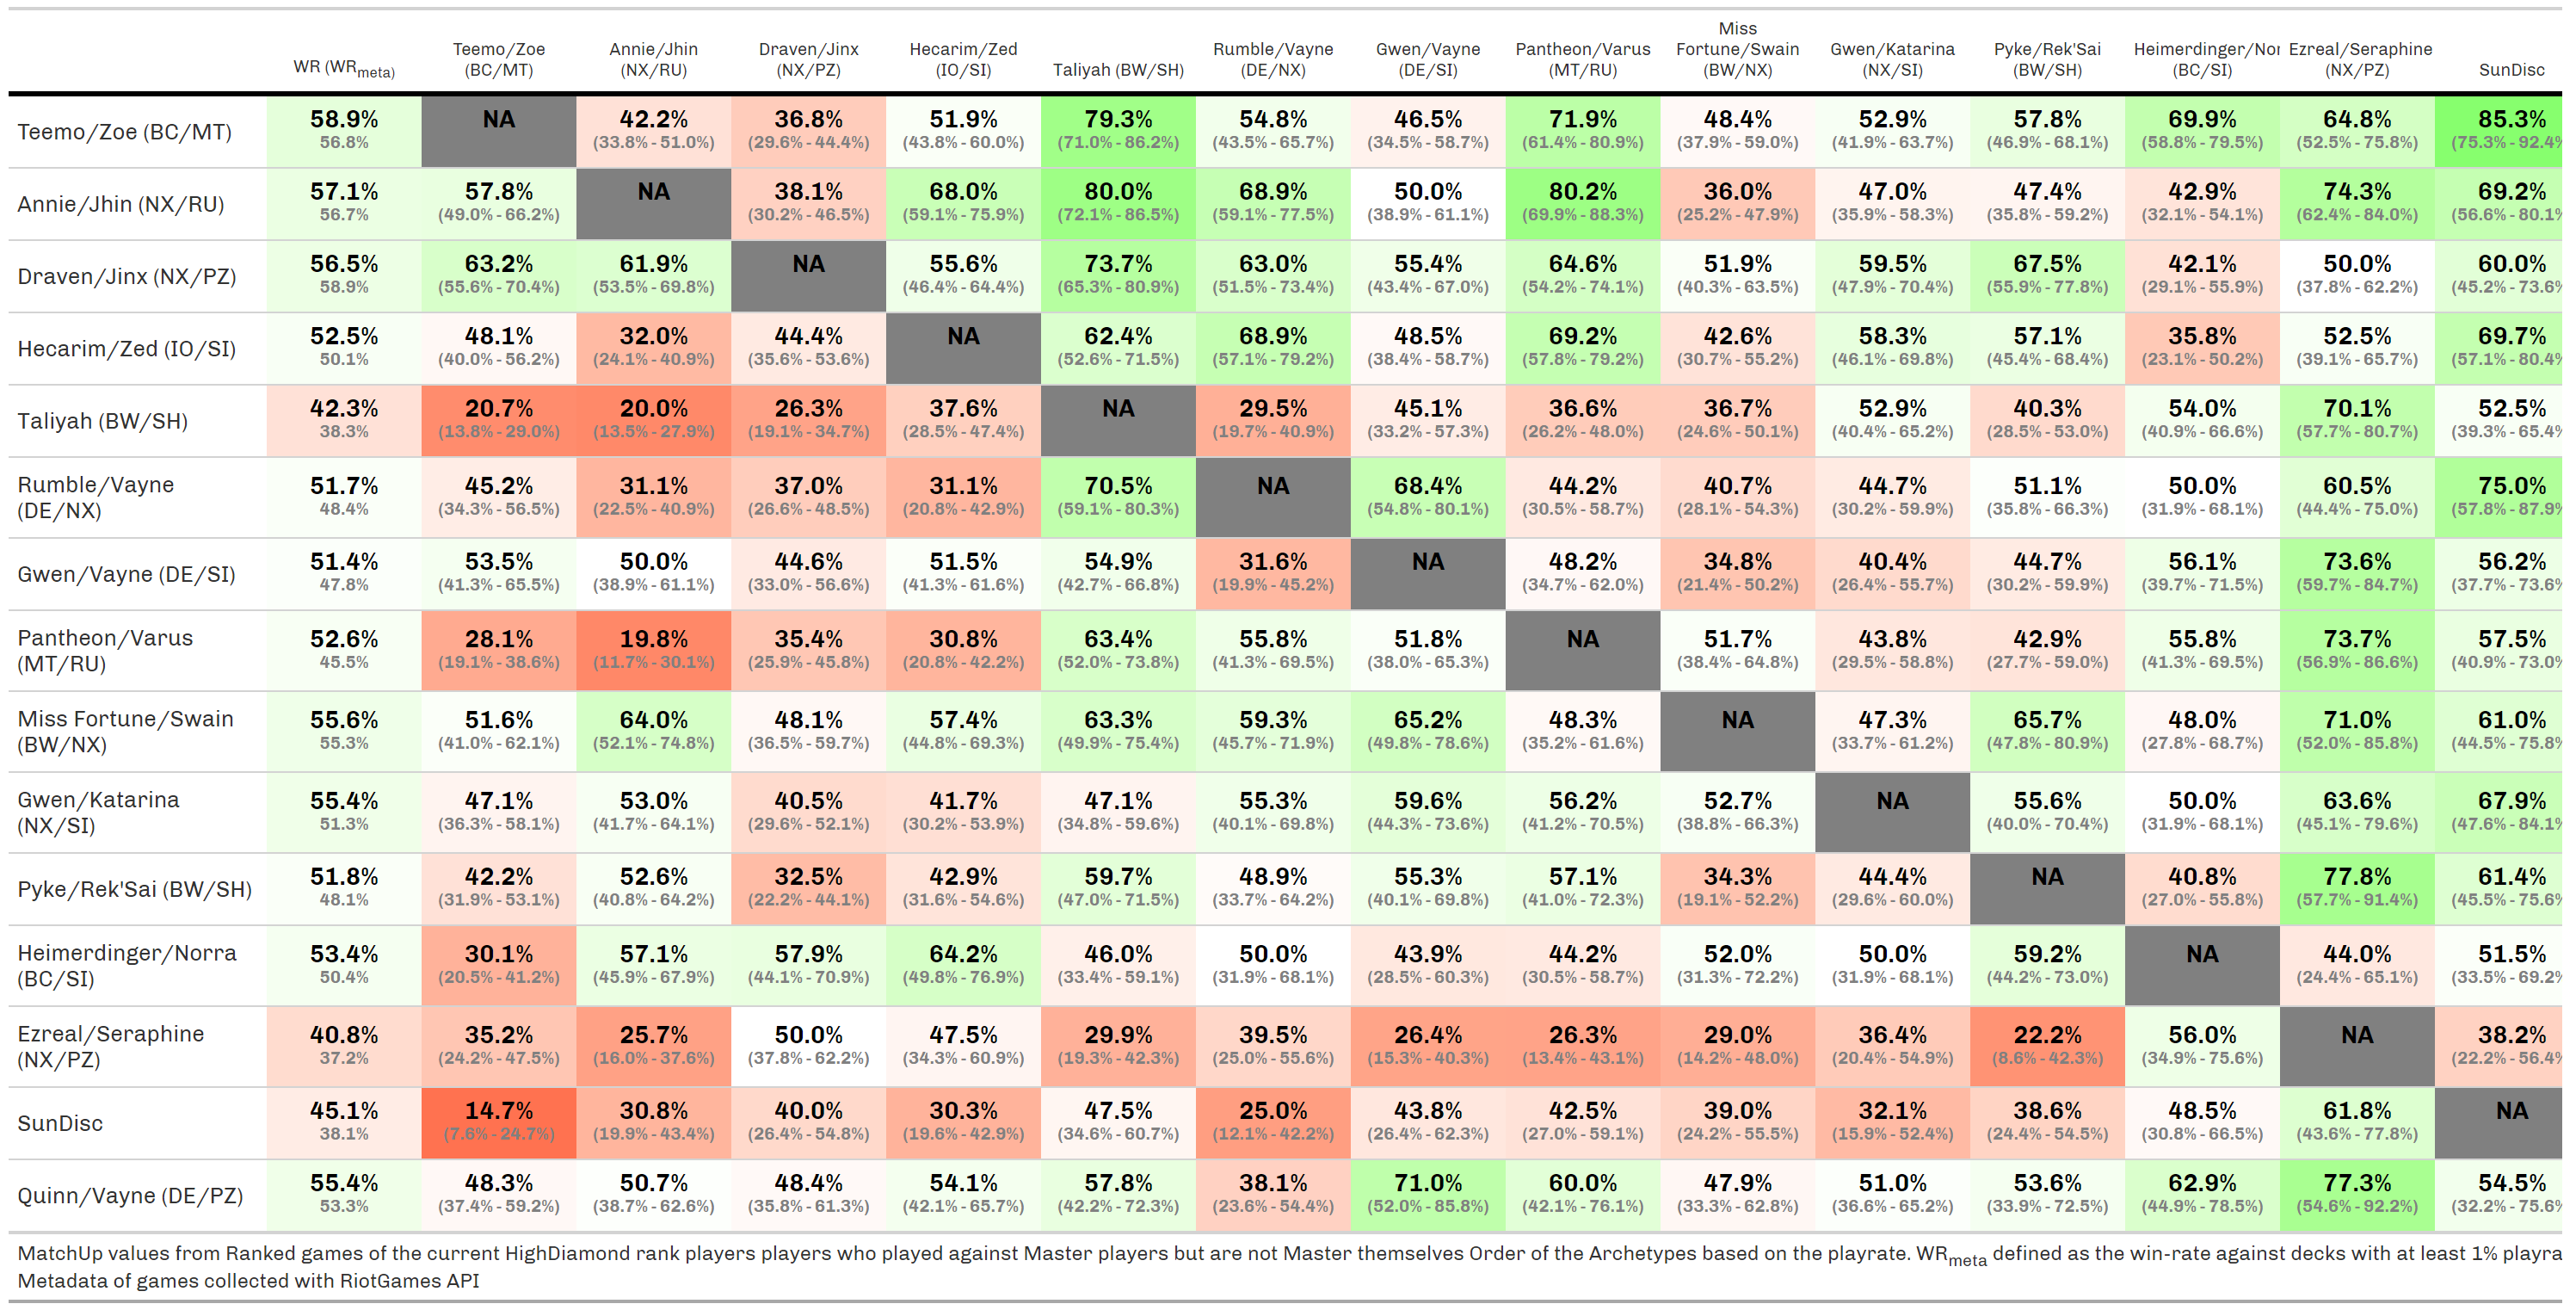 WR (WRmeta) Teemo/Zoe (BC/MT) Annie/Jhin (NX/RU) Draven/Jinx (NX/PZ) Hecarim/Zed (IO/SI) Taliyah (BW/SH) Rumble/Vayne (DE/NX) Gwen/Vayne (DE/SI) Pantheon/Varus (MT/RU) Miss Fortune/Swain (BW/NX) Gwen/Katarina (NX/SI) Pyke/Rek'Sai (BW/SH) Heimerdinger/Nor (BC/SI) Ezreal/Seraphine (NX/PZ) SunDisc
Teemo/Zoe (BC/MT) 58.9% NA 42.2% 36.8% 51.9% 79.3% 54.8% 46.5% 71.9% 48.4% 52.9% 57.8% 69.9% 64.8% 85.3%
56.8% (33.8% - 51.0%) (29.6% - 44.4%) (43.8% - 60.0%) (71.0% - 86.2%) (43.5% - 65.7%) (34.5% - 58.7%) (61.4% - 80.9%) (37.9% - 59.0%) (41.9% - 63.7%) (46.9% - 68.1%) (58.8% - 79.5%) (52.5% - 75.8%) (75.3% - 92.4%
Annie/Jhin (NX/RU) 57.1% 57.8% NA 38.1% 68.0% 80.0% 68.9% 50.0% 80.2% 36.0% 47.0% 47.4% 42.9% 74.3% 69.2%
56.7% (49.0% - 66.2%) (30.2% - 46.5%) (59.1% - 75.9%) (72.1% - 86.5%) (59.1% - 77.5%) (38.9% - 61.1%) (69.9% - 88.3%) (25.2% - 47.9%) (35.9% - 58.3%) (35.8% - 59.2%) (32.1% - 54.1%) (62.4% - 84.0%) (56.6% - 80.1%
Draven/Jinx (NX/PZ) 56.5% 63.2% 61.9% NA 55.6% 73.7% 63.0% 55.4% 64.6% 51.9% 59.5% 67.5% 42.1% 50.0% 60.0%
58.9% (55.6% - 70.4%) (53.5% - 69.8%) (46.4% - 64.4%) (65.3% - 80.9%) (51.5% - 73.4%) (43.4% - 67.0%) (54.2% - 74.1%) (40.3% - 63.5%) (47.9% - 70.4%) (55.9% - 77.8%) (29.1% - 55.9%) (37.8% - 62.2%) (45.2% - 73.6%
Hecarim/Zed (IO/SI) 52.5% 48.1% 32.0% 44.4% NA 62.4% 68.9% 48.5% 69.2% 42.6% 58.3% 57.1% 35.8% 52.5% 69.7%
50.1% (40.0% - 56.2%) (24.1% - 40.9%) (35.6% - 53.6%) (52.6% - 71.5%) (57.1% - 79.2%) (38.4% - 58.7%) (57.8% - 79.2%) (30.7% - 55.2%) (46.1% - 69.8%) (45.4% - 68.4%) (23.1% - 50.2%) (39.1% - 65.7%) (57.1% - 80.4%
Taliyah (BW/SH) 42.3% 20.7% 20.0% 26.3% 37.6% NA 29.5% 45.1% 36.6% 36.7% 52.9% 40.3% 54.0% 70.1% 52.5%
38.3% (13.8% - 29.0%) (13.5% - 27.9%) (19.1% - 34.7%) (28.5% - 47.4%) (19.7% - 40.9%) (33.2% - 57.3%) (26.2% - 48.0%) (24.6% - 50.1%) (40.4% - 65.2%) (28.5% - 53.0%) (40.9% - 66.6%) (57.7% - 80.7%) (39.3% - 65.4%
Rumble/Vayne (DE/NX) 51.7% 45.2% 31.1% 37.0% 31.1% 70.5% NA 68.4% 44.2% 40.7% 44.7% 51.1% 50.0% 60.5% 75.0%
48.4% (34.3% - 56.5%) (22.5% - 40.9%) (26.6% - 48.5%) (20.8% - 42.9%) (59.1% - 80.3%) (54.8% - 80.1%) (30.5% - 58.7%) (28.1% - 54.3%) (30.2% - 59.9%) (35.8% - 66.3%) (31.9% - 68.1%) (44.4% - 75.0%) (57.8% - 87.9%
Gwen/Vayne (DE/SI) 51.4% 53.5% 50.0% 44.6% 51.5% 54.9% 31.6% NA 48.2% 34.8% 40.4% 44.7% 56.1% 73.6% 56.2%
47.8% (41.3% - 65.5%) (38.9% - 61.1%) (33.0% - 56.6%) (41.3% - 61.6%) (42.7% - 66.8%) (19.9% - 45.2%) (34.7% - 62.0%) (21.4% - 50.2%) (26.4% - 55.7%) (30.2% - 59.9%) (39.7% - 71.5%) (59.7% - 84.7%) (37.7% - 73.6%
Pantheon/Varus (MT/RU) 52.6% 28.1% 19.8% 35.4% 30.8% 63.4% 55.8% 51.8% NA 51.7% 43.8% 42.9% 55.8% 73.7% 57.5%
45.5% (19.1% - 38.6%) (11.7% - 30.1%) (25.9% - 45.8%) (20.8% - 42.2%) (52.0% - 73.8%) (41.3% - 69.5%) (38.0% - 65.3%) (38.4% - 64.8%) (29.5% - 58.8%) (27.7% - 59.0%) (41.3% - 69.5%) (56.9% - 86.6%) (40.9% - 73.0%
Miss Fortune/Swain (BW/NX) 55.6% 51.6% 64.0% 48.1% 57.4% 63.3% 59.3% 65.2% 48.3% NA 47.3% 65.7% 48.0% 71.0% 61.0%
55.3% (41.0% - 62.1%) (52.1% - 74.8%) (36.5% - 59.7%) (44.8% - 69.3%) (49.9% - 75.4%) (45.7% - 71.9%) (49.8% - 78.6%) (35.2% - 61.6%) (33.7% - 61.2%) (47.8% - 80.9%) (27.8% - 68.7%) (52.0% - 85.8%) (44.5% - 75.8%
Gwen/Katarina (NX/SI) 55.4% 47.1% 53.0% 40.5% 41.7% 47.1% 55.3% 59.6% 56.2% 52.7% NA 55.6% 50.0% 63.6% 67.9%
51.3% (36.3% - 58.1%) (41.7% - 64.1%) (29.6% - 52.1%) (30.2% - 53.9%) (34.8% - 59.6%) (40.1% - 69.8%) (44.3% - 73.6%) (41.2% - 70.5%) (38.8% - 66.3%) (40.0% - 70.4%) (31.9% - 68.1%) (45.1% - 79.6%) (47.6% - 84.1%
Pyke/Rek'Sai (BW/SH) 51.8% 42.2% 52.6% 32.5% 42.9% 59.7% 48.9% 55.3% 57.1% 34.3% 44.4% NA 40.8% 77.8% 61.4%
48.1% (31.9% - 53.1%) (40.8% - 64.2%) (22.2% - 44.1%) (31.6% - 54.6%) (47.0% - 71.5%) (33.7% - 64.2%) (40.1% - 69.8%) (41.0% - 72.3%) (19.1% - 52.2%) (29.6% - 60.0%) (27.0% - 55.8%) (57.7% - 91.4%) (45.5% - 75.6%
Heimerdinger/Norra (BC/SI) 53.4% 30.1% 57.1% 57.9% 64.2% 46.0% 50.0% 43.9% 44.2% 52.0% 50.0% 59.2% NA 44.0% 51.5%
50.4% (20.5% - 41.2%) (45.9% - 67.9%) (44.1% - 70.9%) (49.8% - 76.9%) (33.4% - 59.1%) (31.9% - 68.1%) (28.5% - 60.3%) (30.5% - 58.7%) (31.3% - 72.2%) (31.9% - 68.1%) (44.2% - 73.0%) (24.4% - 65.1%) (33.5% - 69.2%
Ezreal/Seraphine (NX/PZ) 40.8% 35.2% 25.7% 50.0% 47.5% 29.9% 39.5% 26.4% 26.3% 29.0% 36.4% 22.2% 56.0% NA 38.2%
37.2% (24.2% - 47.5%) (16.0% - 37.6%) (37.8% - 62.2%) (34.3% - 60.9%) (19.3% - 42.3%) (25.0% - 55.6%) (15.3% - 40.3%) (13.4% - 43.1%) (14.2% - 48.0%) (20.4% - 54.9%) (8.6% - 42.3%) (34.9% - 75.6%) (22.2% - 56.4%
SunDisc 45.1% 14.7% 30.8% 40.0% 30.3% 47.5% 25.0% 43.8% 42.5% 39.0% 32.1% 38.6% 48.5% 61.8% NA
38.1% (7.6% - 24.7%) (19.9% - 43.4%) (26.4% - 54.8%) (19.6% - 42.9%) (34.6% - 60.7%) (12.1% - 42.2%) (26.4% - 62.3%) (27.0% - 59.1%) (24.2% - 55.5%) (15.9% - 52.4%) (24.4% - 54.5%) (30.8% - 66.5%) (43.6% - 77.8%)
Quinn/Vayne (DE/PZ) 55.4% 48.3% 50.7% 48.4% 54.1% 57.8% 38.1% 71.0% 60.0% 47.9% 51.0% 53.6% 62.9% 77.3% 54.5%
53.3% (37.4% - 59.2%) (38.7% - 62.6%) (35.8% - 61.3%) (42.1% - 65.7%) (42.2% - 72.3%) (23.6% - 54.4%) (52.0% - 85.8%) (42.1% - 76.1%) (33.3% - 62.8%) (36.6% - 65.2%) (33.9% - 72.5%) (44.9% - 78.5%) (54.6% - 92.2%) (32.2% - 75.6%
MatchUp values from Ranked games of the current HighDiamond rank players players who played against Master players but are not Master themselves Order of the Archetypes based on the playrate. WRmeta defined as the win-rate against decks with at least 1% playra
Metadata of games collected with RiotGames API